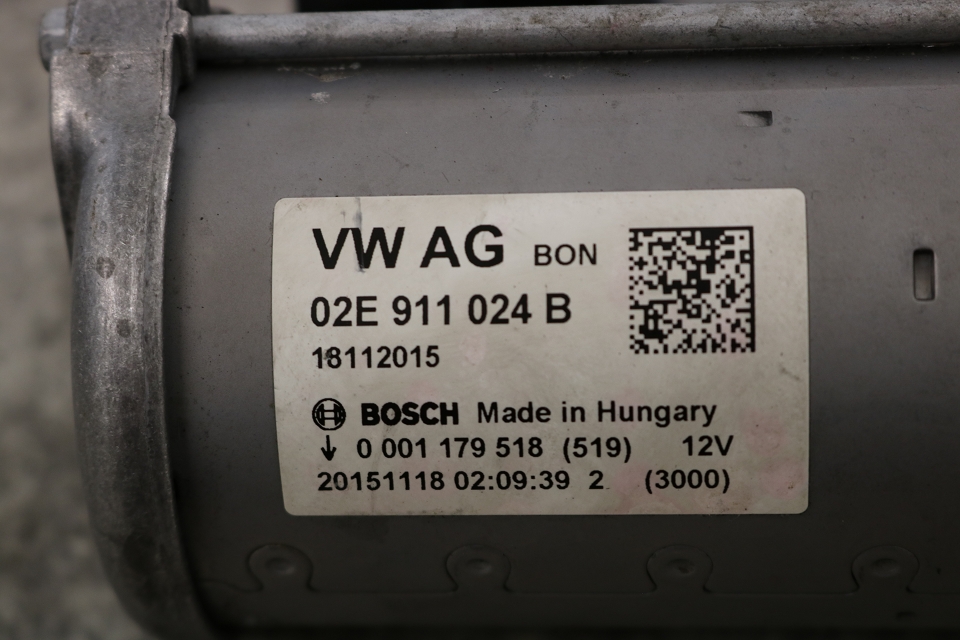 VW AG BON
02E 911 024 B
18112015
BOSCH Made in Hungary
↓ 0 001 179 518 (519) 12V
20151118 02:09:39 2 (3000)